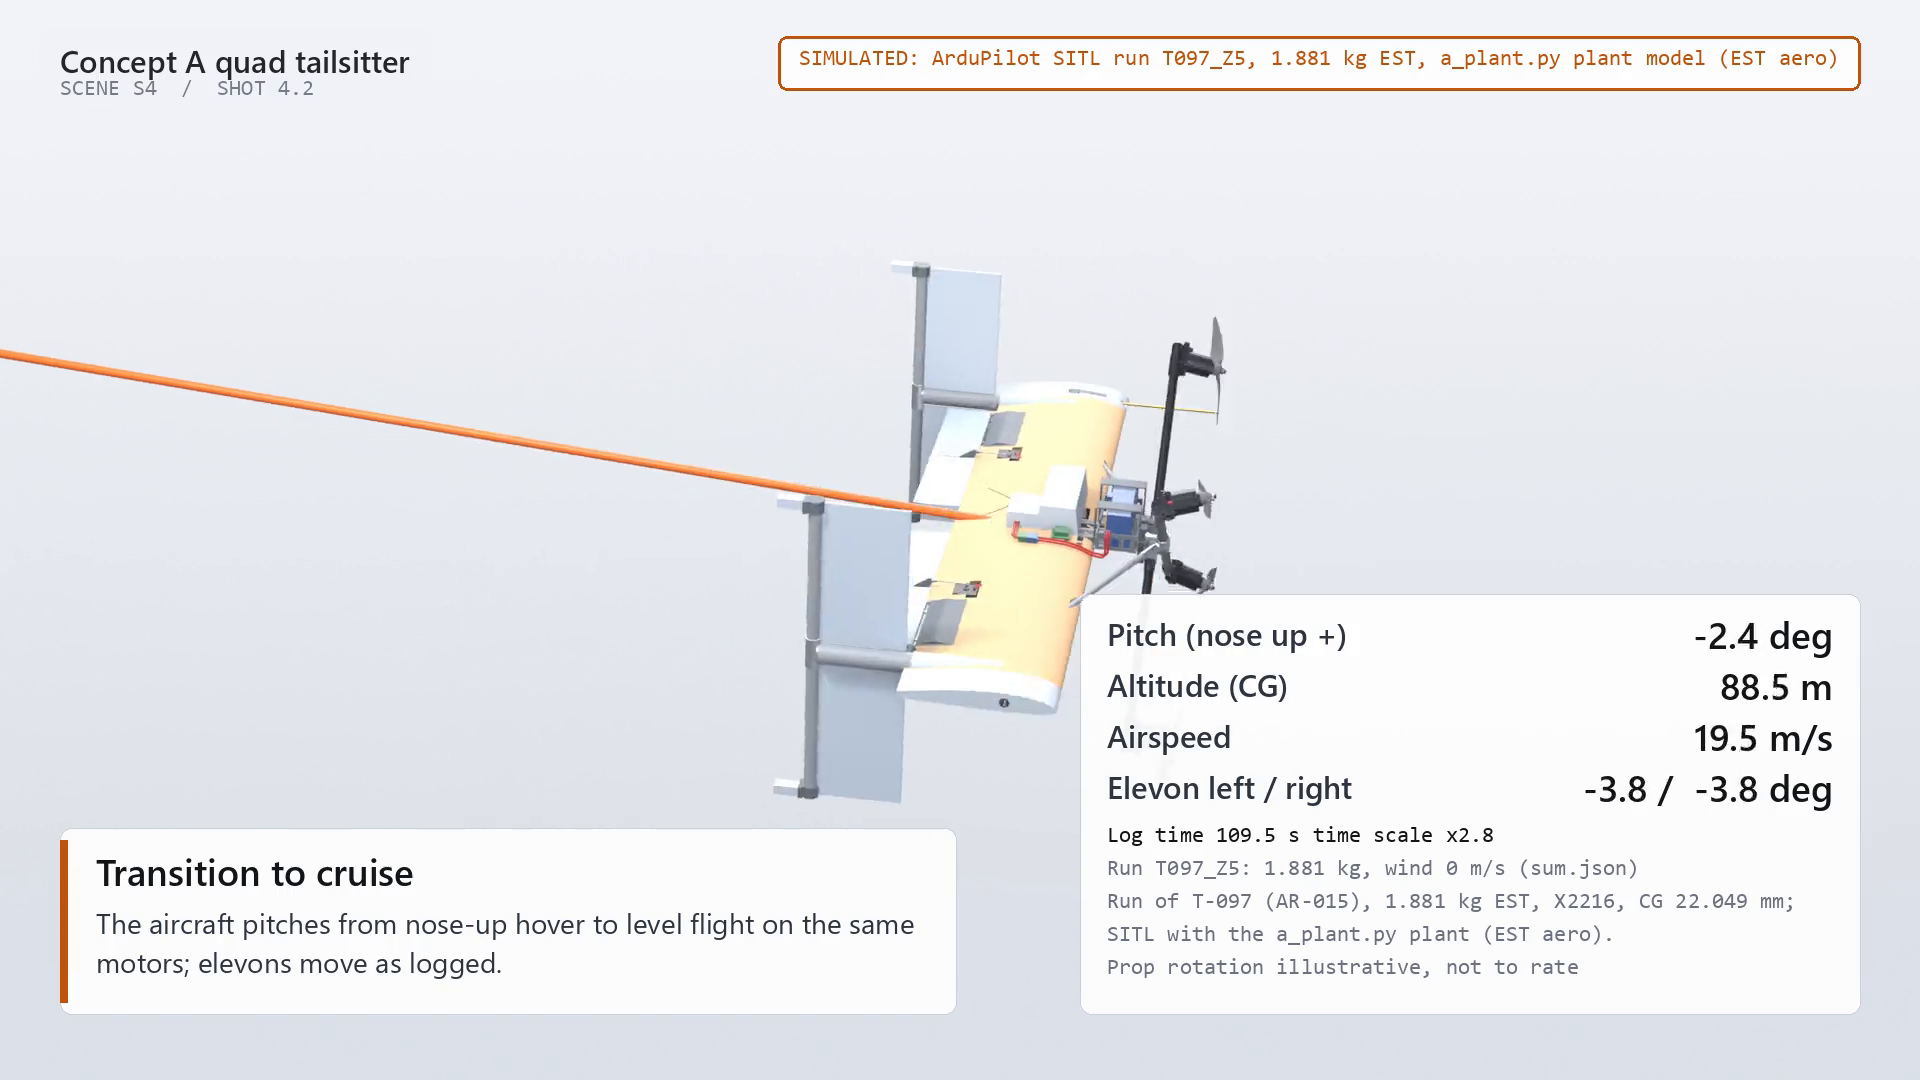 Concept A quad tailsitter
SCENE S4 / SHOT 4.2
SIMULATED: ArduPilot SITL run T097_Z5, 1.881 kg EST, a_plant.py plant model (EST aero)
Pitch (nose up +) -2.4 deg
Altitude (CG) 88.5 m
Airspeed 19.5 m/s
Elevon left / right -3.8 / -3.8 deg
Log time 109.5 s time scale x2.8
Run T097_Z5: 1.881 kg, wind 0 m/s (sum.json)
Run of T-097 (AR-015), 1.881 kg EST, X2216, CG 22.049 mm;
SITL with the a_plant.py plant (EST aero).
Prop rotation illustrative, not to rate
Transition to cruise
The aircraft pitches from nose-up hover to level flight on the same
motors; elevons move as logged.